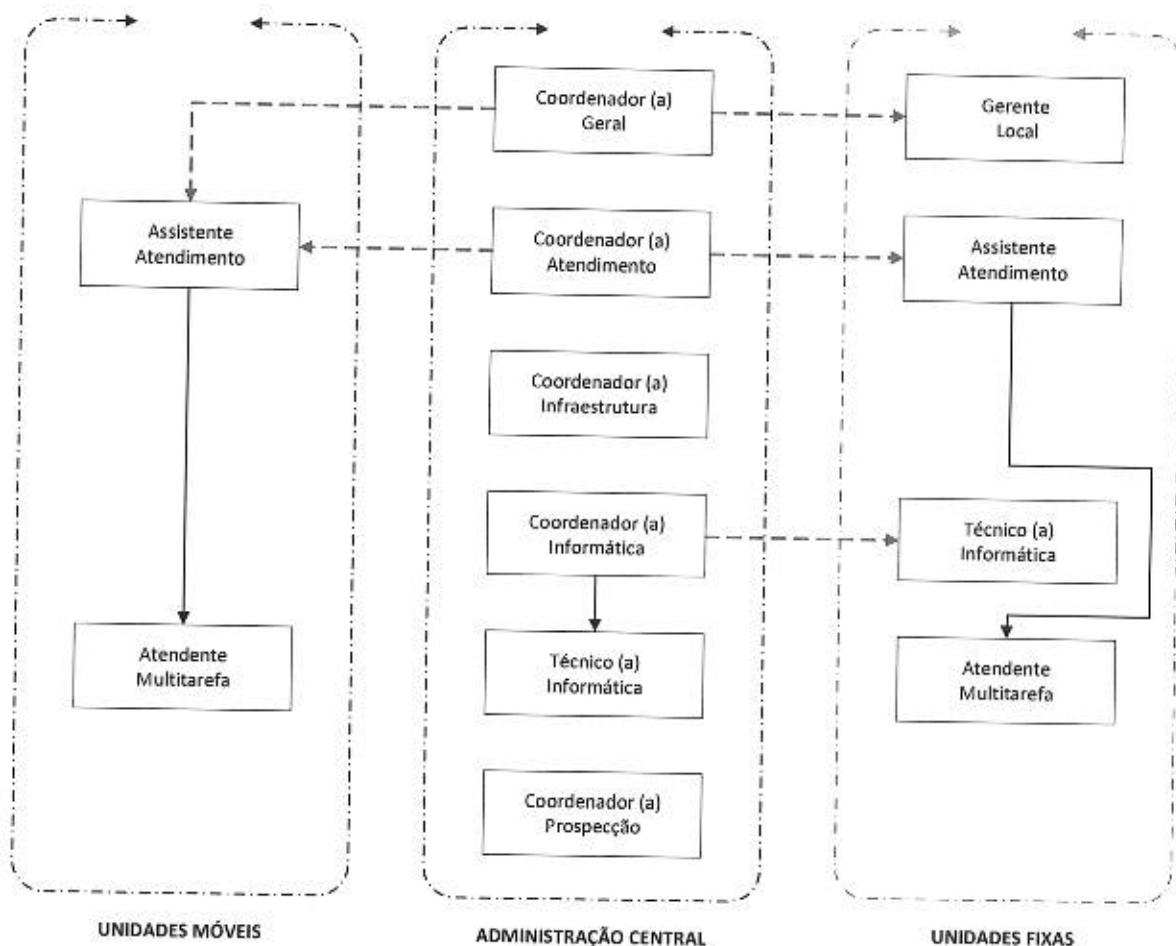 Coordenador (a)
Geral
Gerente
Local
Assistente
Atendimento
Coordenador (a)
Atendimento
Assistente
Atendimento
Coordenador (a)
Infraestrutura
Coordenador (a)
Informática
Técnico (a)
Informática
Atendente
Multitarefa
Técnico (a)
Informática
Atendente
Multitarefa
Coordenador (a)
Prospecção
UNIDADES MÓVEIS
ADMINISTRAÇÃO CENTRAL
UNIDADES FIXAS